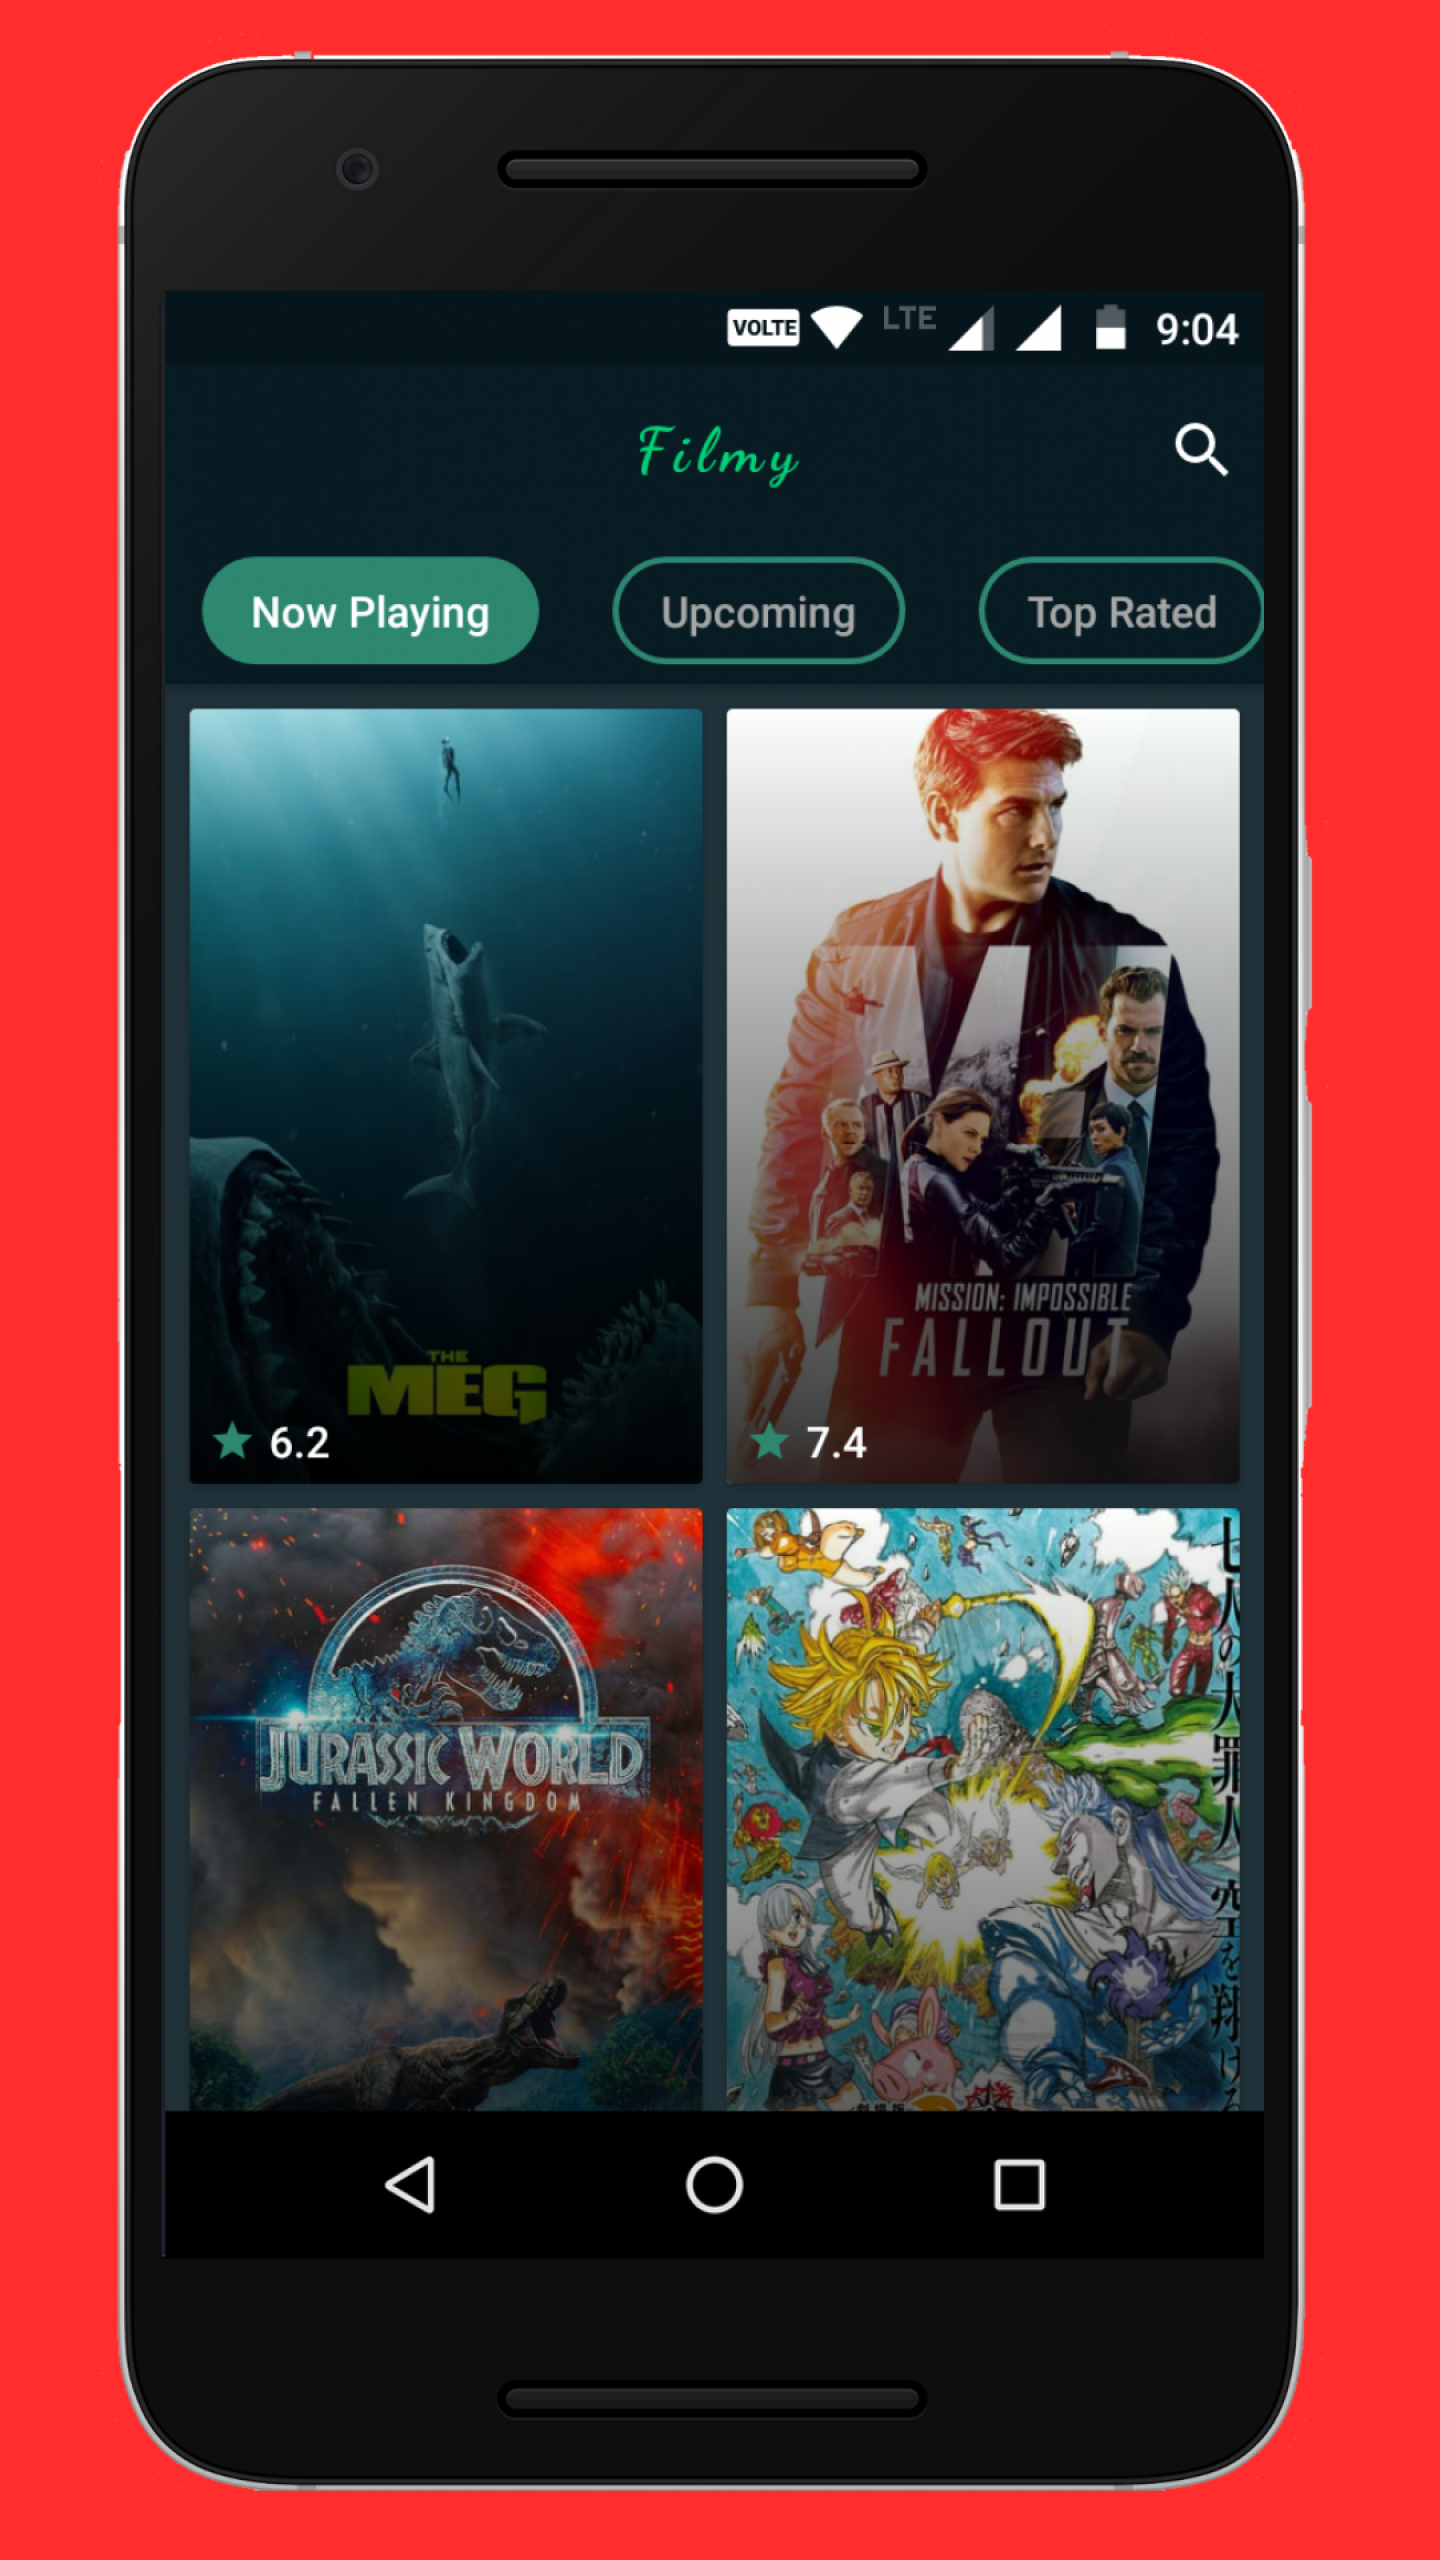 VOLTE LTE 9:04
Filmy
Now Playing Upcoming Top Rated
THE
MEG
6.2
MISSION: IMPOSSIBLE
FALLOUT
7.4
JURASSIC WORLD
FALLEN KINGDOM
七人の大罪人 空を翔ける